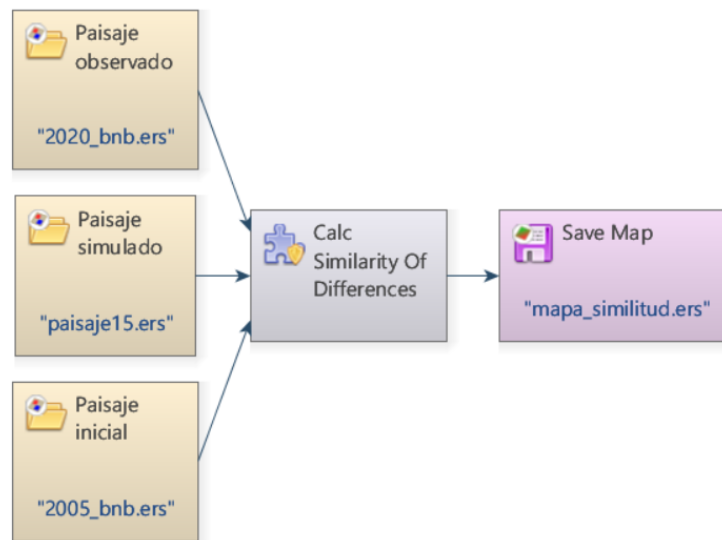 Paisaje
observado
"2020_bnb.ers"
Paisaje
simulado
"paisaje15.ers"
Paisaje
inicial
"2005_bnb.ers"
Calc
Similarity Of
Differences
Save Map
"mapa_similitud.ers"